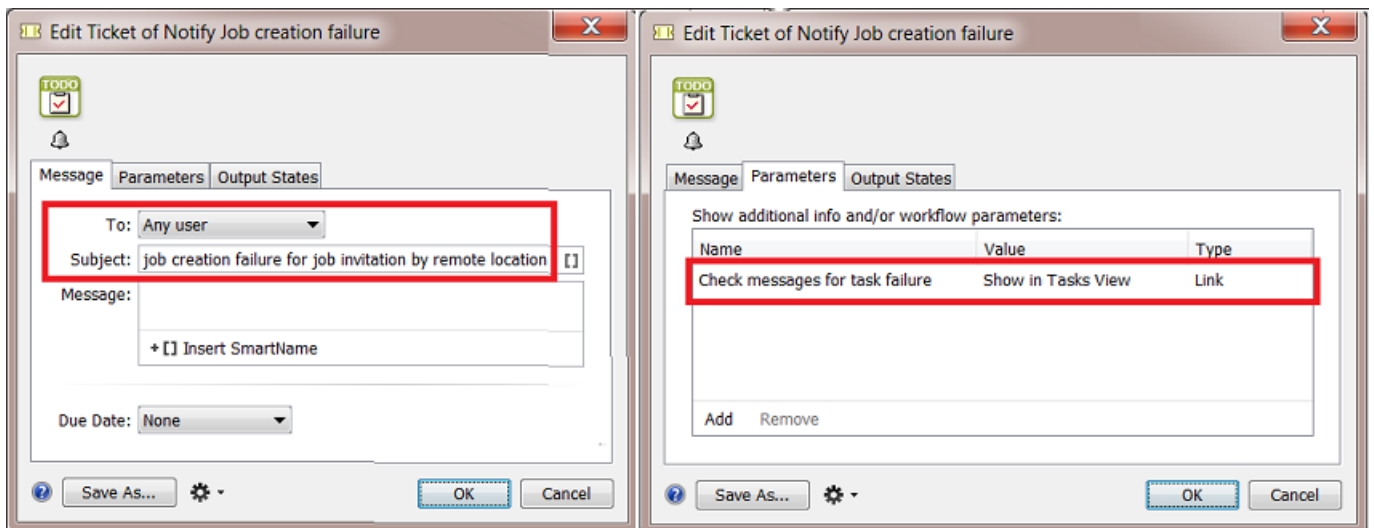 Edit Ticket of Notify Job creation failure
TODO
Message Parameters Output States
To: Any user
Subject: job creation failure for job invitation by remote location []
Message:
+[] Insert SmartName
Due Date: None
? Save As... OK Cancel
Edit Ticket of Notify Job creation failure
TODO
Message Parameters Output States
Show additional info and/or workflow parameters:
Name Value Type
Check messages for task failure Show in Tasks View Link
Add Remove
? Save As... OK Cancel